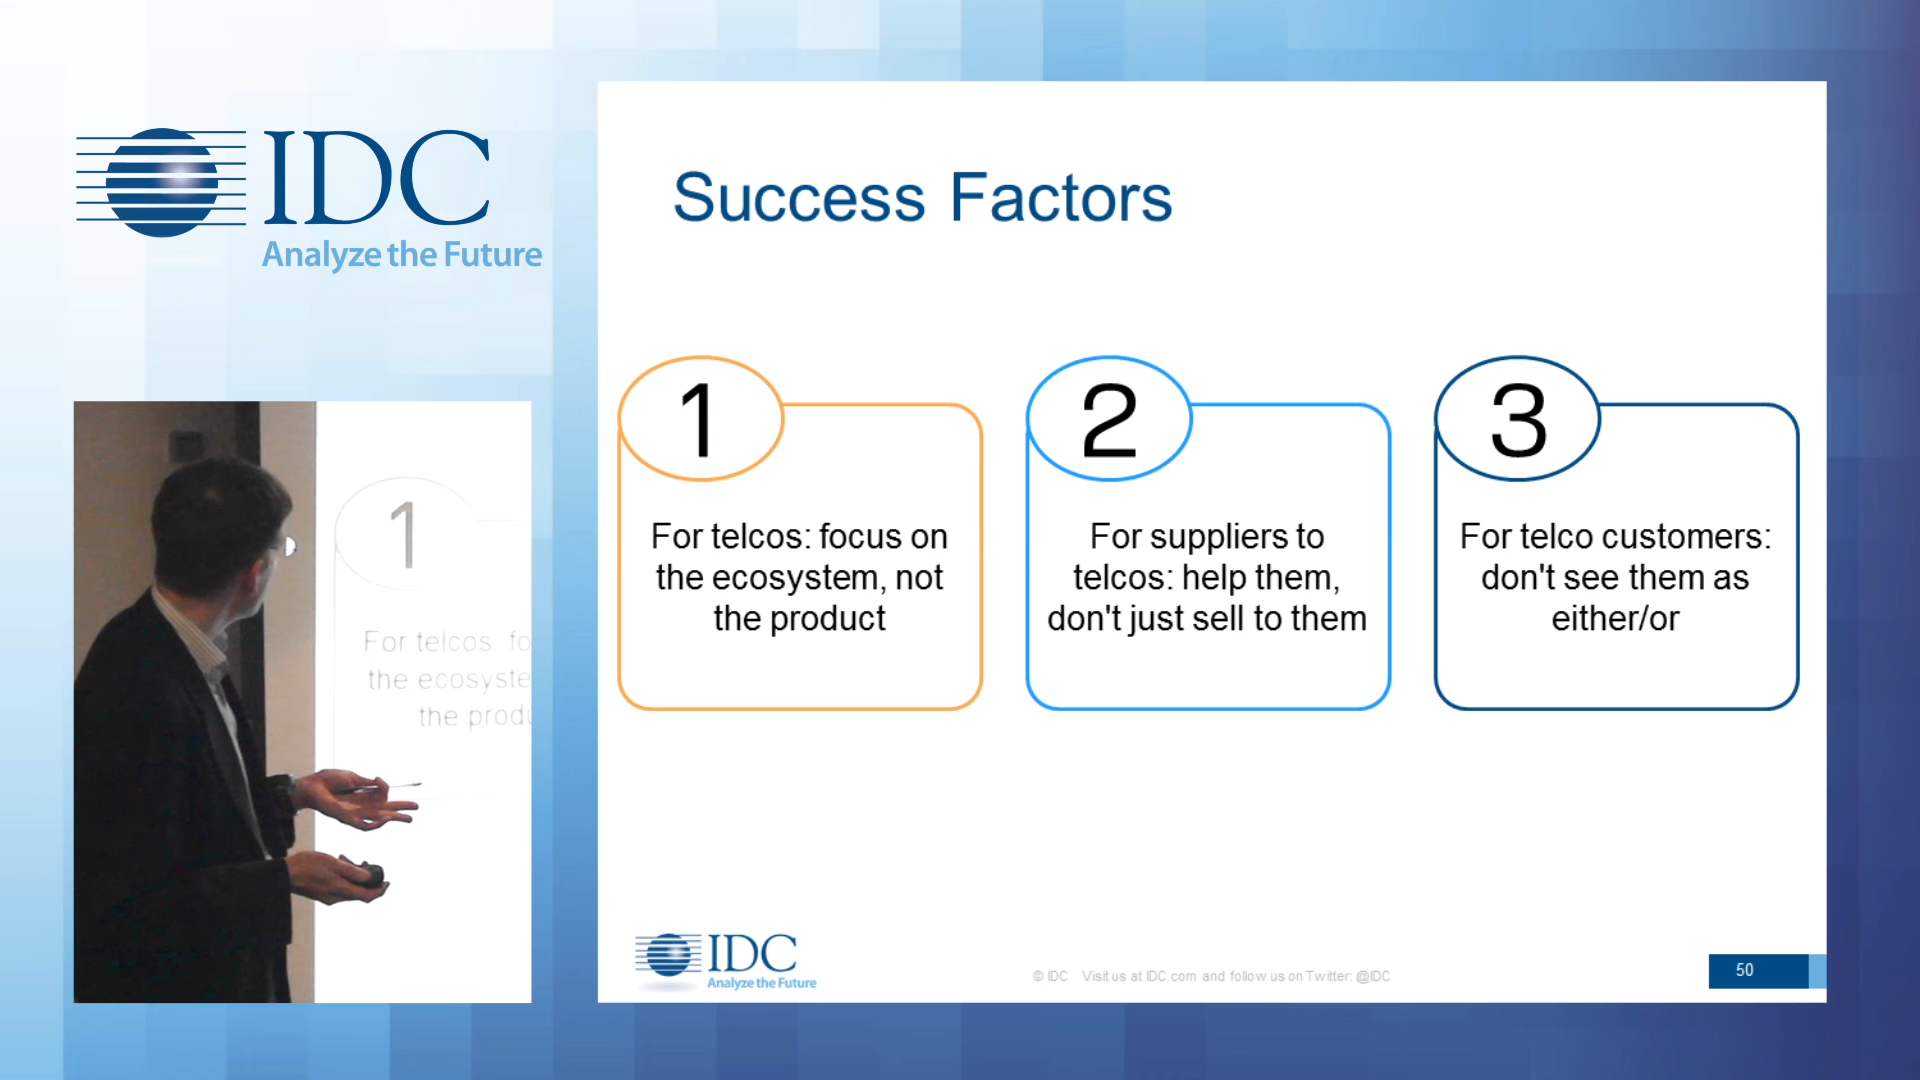 IDC
Analyze the Future
Success Factors
1
For telcos: focus on
the ecosystem, not
the product
2
For suppliers to
telcos: help them,
don't just sell to them
3
For telco customers:
don't see them as
either/or
1
For telcos fo
the ecosyste
the produ
IDC
Analyze the Future
© IDC Visit us at IDC.com and follow us on Twitter: @IDC
50